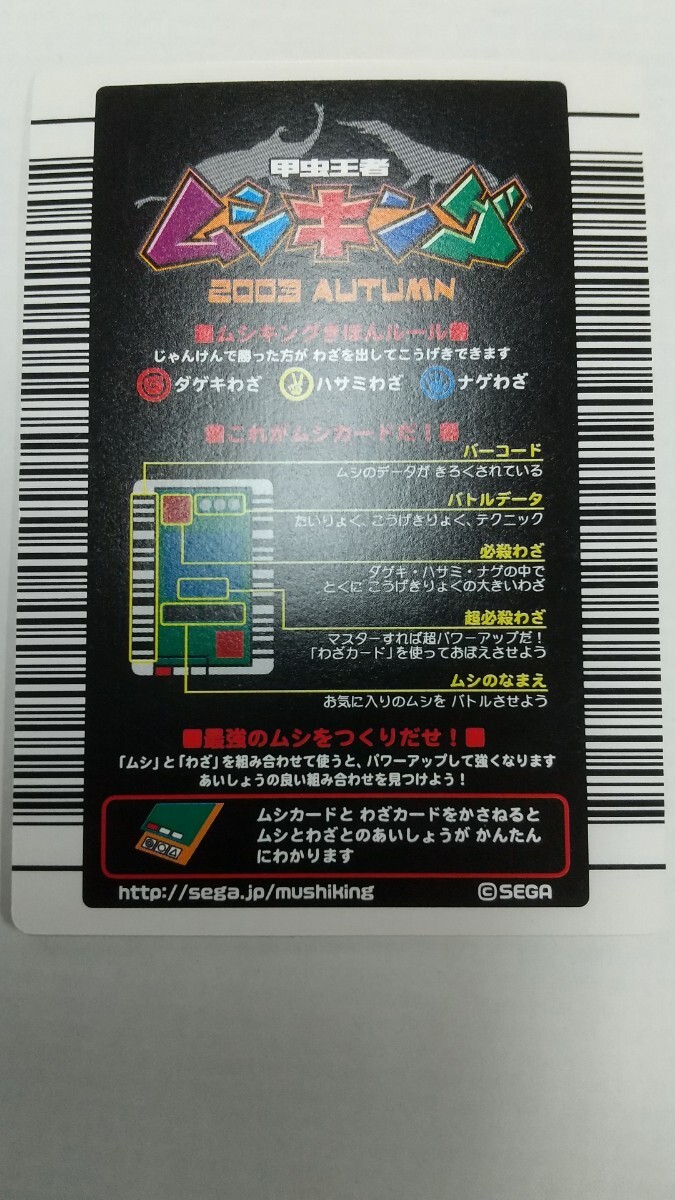 甲虫王者
ムシキング
2003 AUTUMN
■ムシキングきほんルール■
じゃんけんで勝った方が わざを出してこうげきできます
ダゲキわざ ハサミわざ ナゲわざ
■これがムシカードだ！■
バーコード
ムシのデータが きろくされている
バトルデータ
たいりょく、こうげきりょく、テクニック
必殺わざ
ダゲキ・ハサミ・ナゲの中で
とくに こうげきりょくの大きいわざ
超必殺わざ
マスターすれば超パワーアップだ！
「わざカード」を使っておぼえさせよう
ムシのなまえ
お気に入りのムシを バトルさせよう
■最強のムシをつくりだせ！■
「ムシ」と「わざ」を組み合わせて使うと、パワーアップして強くなります
あいしょうの良い組み合わせを見つけよう！
ムシカードと わざカードをかさねると
ムシとわざとのあいしょうが かんたん
にわかります
http://sega.jp/mushiking ©SEGA